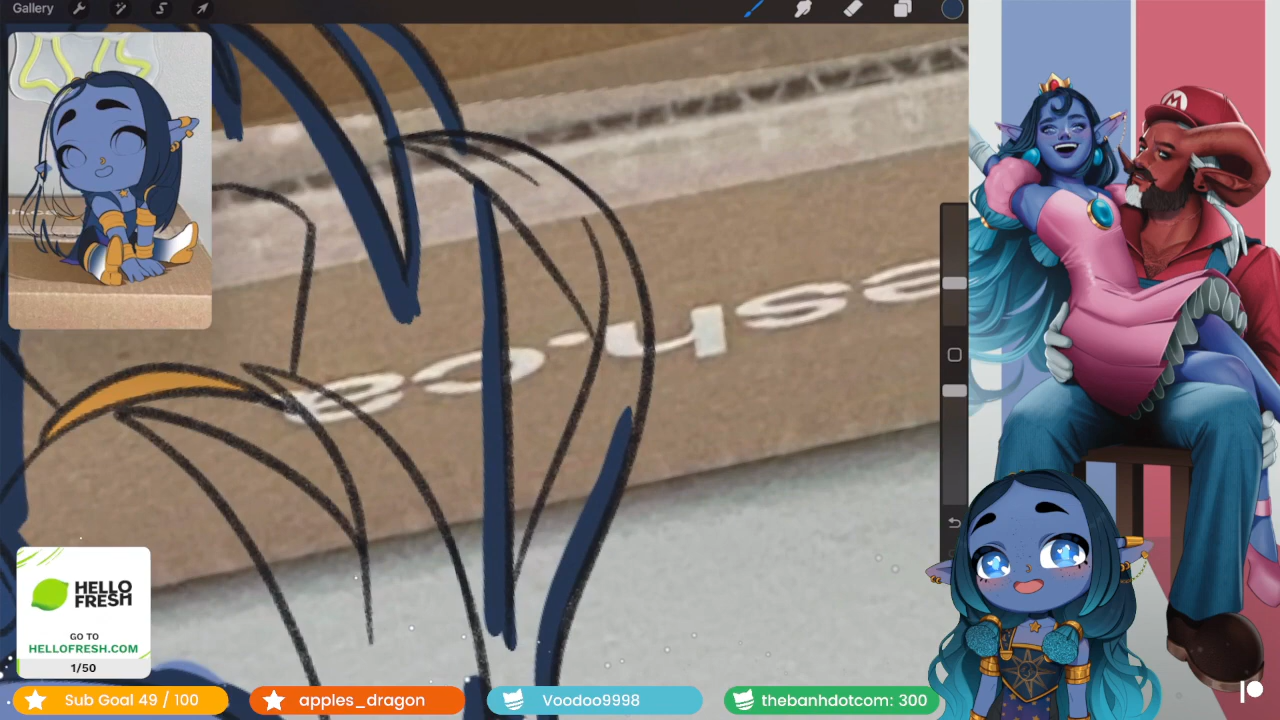 Gallery
M
HELLO
FRESH
GO TO
HELLOFRESH.COM
1/50
Sub Goal 49 / 100
apples_dragon
Voodoo9998
thebanhdotcom: 300